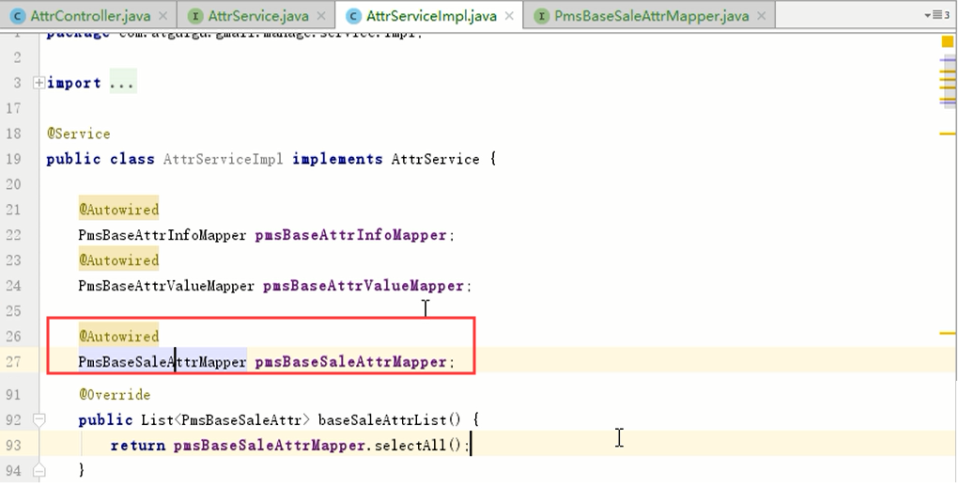 AttrController.java AttrService.java AttrServiceImpl.java PmsBaseSaleAttrMapper.java 3
1 package com.atguigu.gmall.manage.service.impl;
2
3 import ...
17
18 @Service
19 public class AttrServiceImpl implements AttrService {
20
21 @Autowired
22 PmsBaseAttrInfoMapper pmsBaseAttrInfoMapper;
23 @Autowired
24 PmsBaseAttrValueMapper pmsBaseAttrValueMapper;
25
26 @Autowired
27 PmsBaseSaleAttrMapper pmsBaseSaleAttrMapper;
91 @Override
92 public List<PmsBaseSaleAttr> baseSaleAttrList() {
93 return pmsBaseSaleAttrMapper.selectAll();
94 }